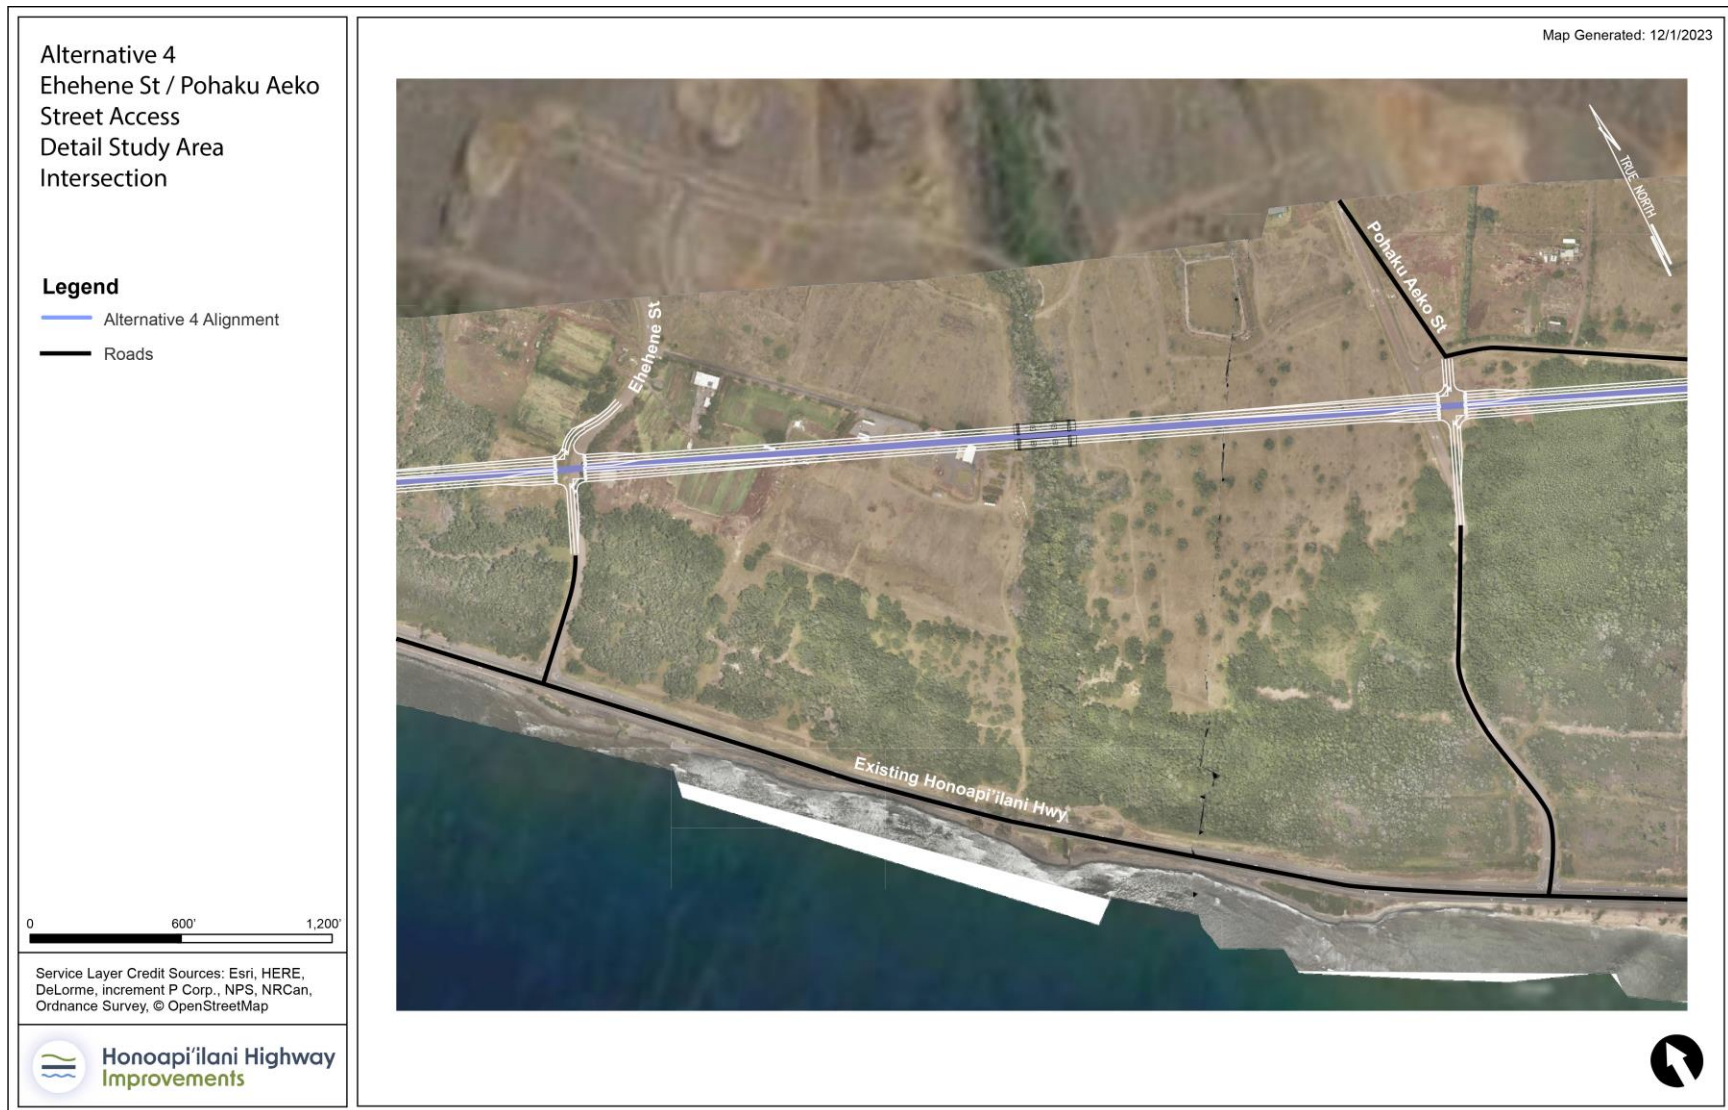 Alternative 4
Ehehene St / Pohaku Aeko
Street Access
Detail Study Area
Intersection
Legend
Alternative 4 Alignment
Roads
0 600' 1,200'
Service Layer Credit Sources: Esri, HERE,
DeLorme, increment P Corp., NPS, NRCan,
Ordnance Survey, © OpenStreetMap
Honoapi'ilani Highway
Improvements
Map Generated: 12/1/2023
TRUE NORTH
Pohaku Aeko St
Ehehene St
Existing Honoapi'ilani Hwy